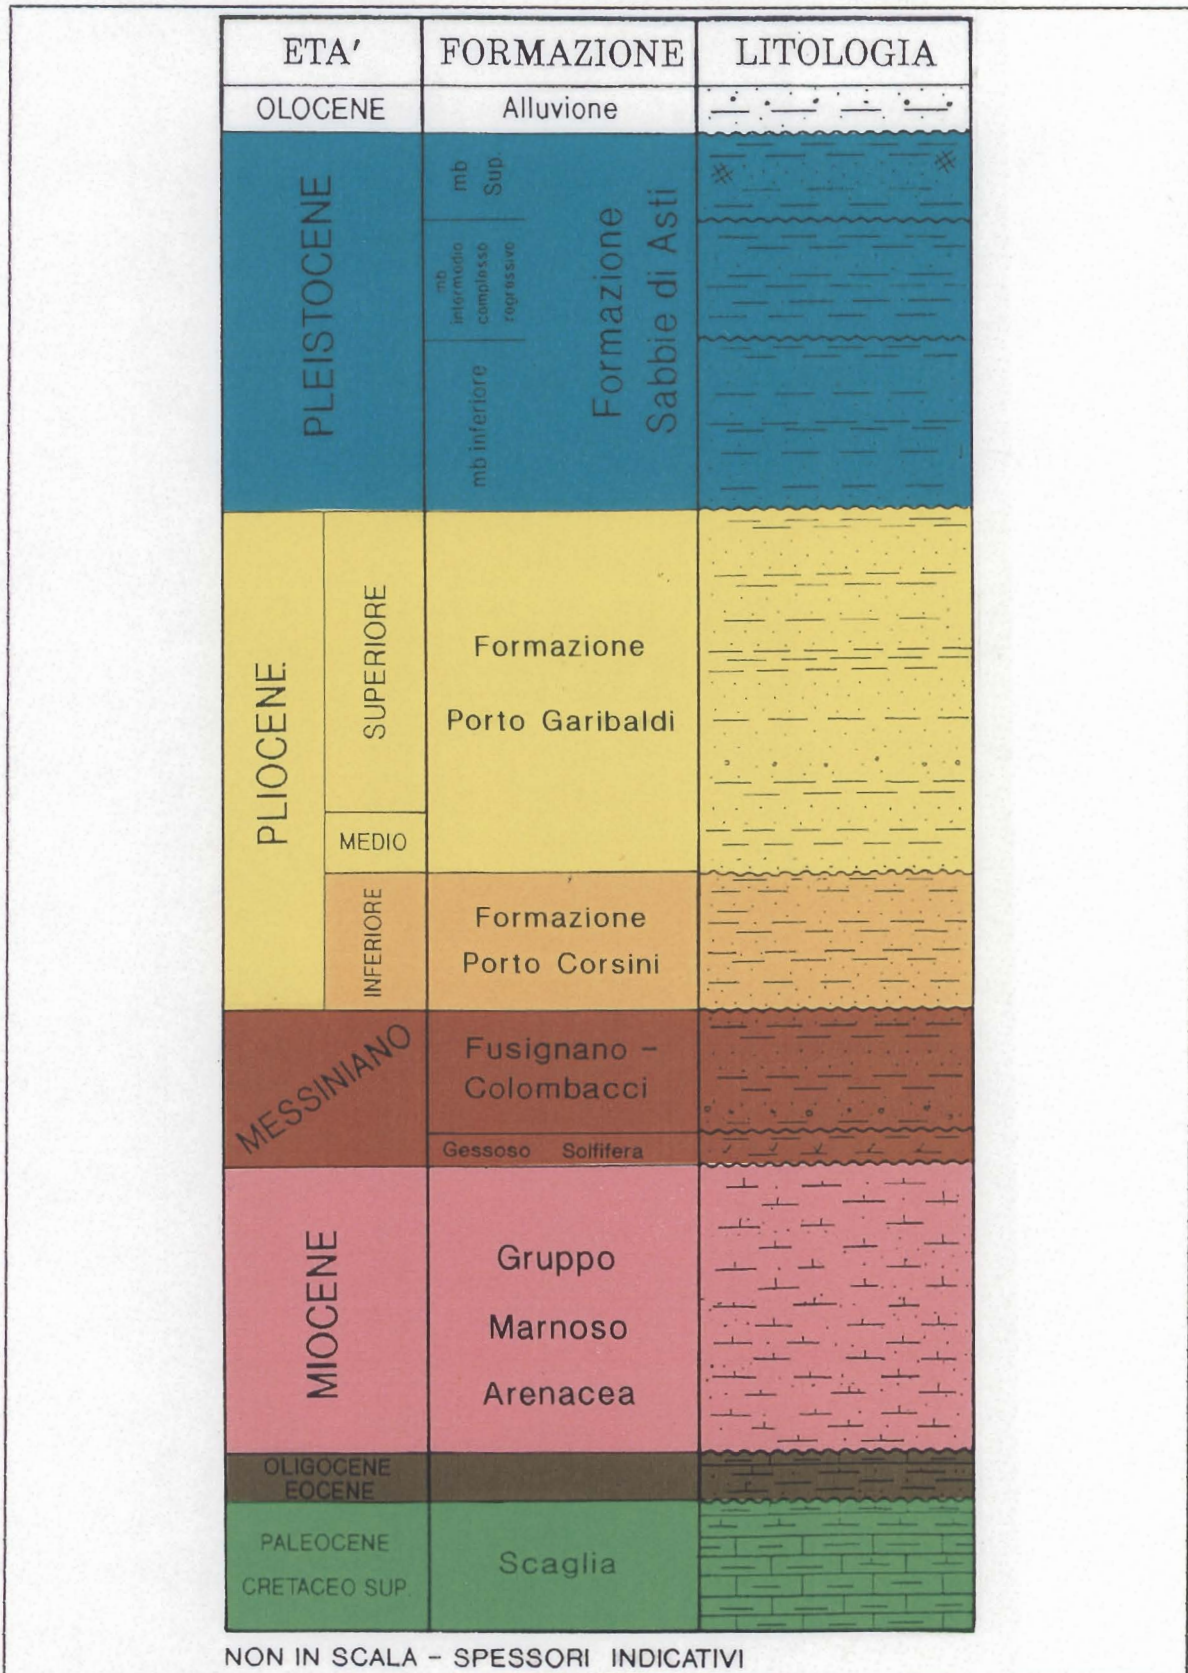 ETA' FORMAZIONE LITOLOGIA
OLOCENE Alluvione
PLEISTOCENE
mb
Sup.
mb
intermedio
complesso
regressivo
mb inferiore
Formazione
Sabbie di Asti
PLIOCENE.
SUPERIORE
MEDIO
INFERIORE
Formazione
Porto Garibaldi
Formazione
Porto Corsini
MESSINIANO
Fusignano -
Colombacci
Gessoso Solfifera
MIOCENE
Gruppo
Marnoso
Arenacea
OLIGOCENE
EOCENE
PALEOCENE
CRETACEO SUP.
Scaglia
NON IN SCALA - SPESSORI INDICATIVI